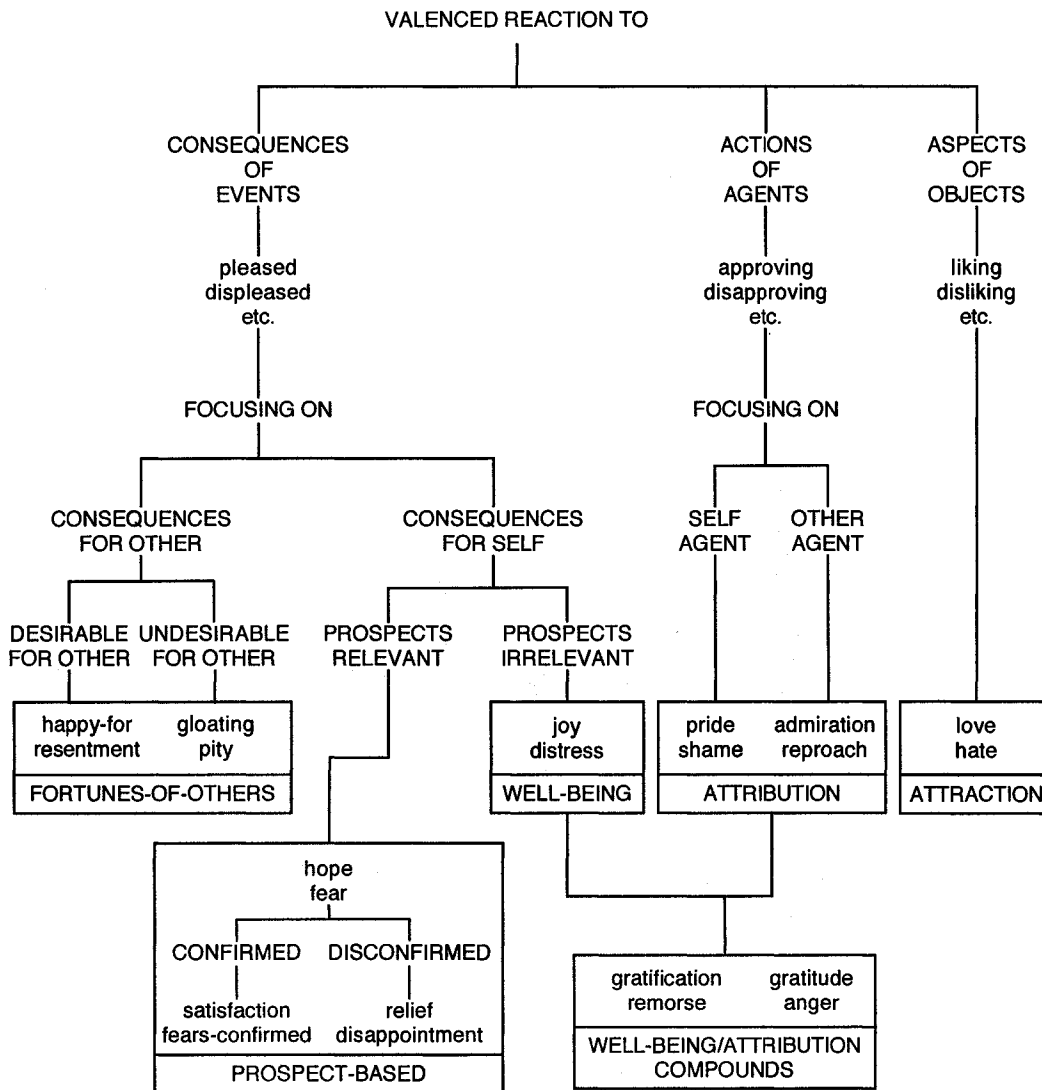 VALENCED REACTION TO
CONSEQUENCES
OF
EVENTS
ACTIONS
OF
AGENTS
ASPECTS
OF
OBJECTS
pleased
displeased
etc.
approving
disapproving
etc.
liking
disliking
etc.
FOCUSING ON
FOCUSING ON
CONSEQUENCES
FOR OTHER
CONSEQUENCES
FOR SELF
SELF
AGENT
OTHER
AGENT
DESIRABLE
FOR OTHER
UNDESIRABLE
FOR OTHER
PROSPECTS
RELEVANT
PROSPECTS
IRRELEVANT
happy-for
resentment
gloating
pity
FORTUNES-OF-OTHERS
joy
distress
WELL-BEING
pride
shame
admiration
reproach
ATTRIBUTION
love
hate
ATTRACTION
hope
fear
CONFIRMED
DISCONFIRMED
satisfaction
fears-confirmed
relief
disappointment
PROSPECT-BASED
gratification
remorse
gratitude
anger
WELL-BEING/ATTRIBUTION
COMPOUNDS